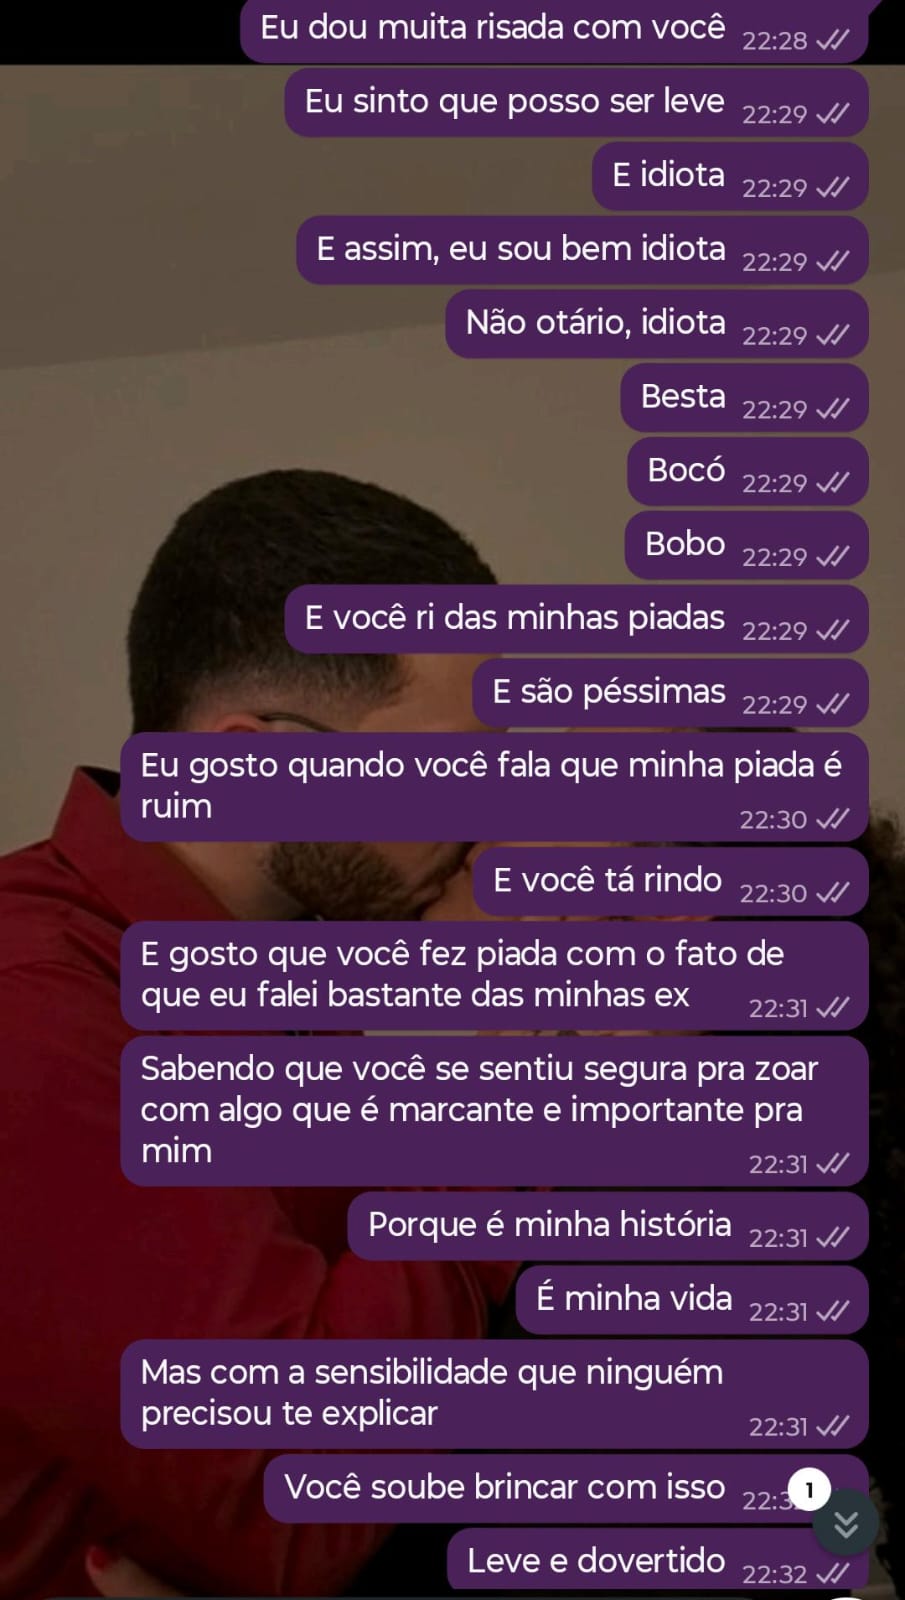 Eu dou muita risada com você 22:28
Eu sinto que posso ser leve 22:29
E idiota 22:29
E assim, eu sou bem idiota 22:29
Não otário, idiota 22:29
Besta 22:29
Bocó 22:29
Bobo 22:29
E você ri das minhas piadas 22:29
E são péssimas 22:29
Eu gosto quando você fala que minha piada é
ruim 22:30
E você tá rindo 22:30
E gosto que você fez piada com o fato de
que eu falei bastante das minhas ex 22:31
Sabendo que você se sentiu segura pra zoar
com algo que é marcante e importante pra
mim 22:31
Porque é minha história 22:31
É minha vida 22:31
Mas com a sensibilidade que ninguém
precisou te explicar 22:31
Você soube brincar com isso
1
Leve e dovertido 22:32